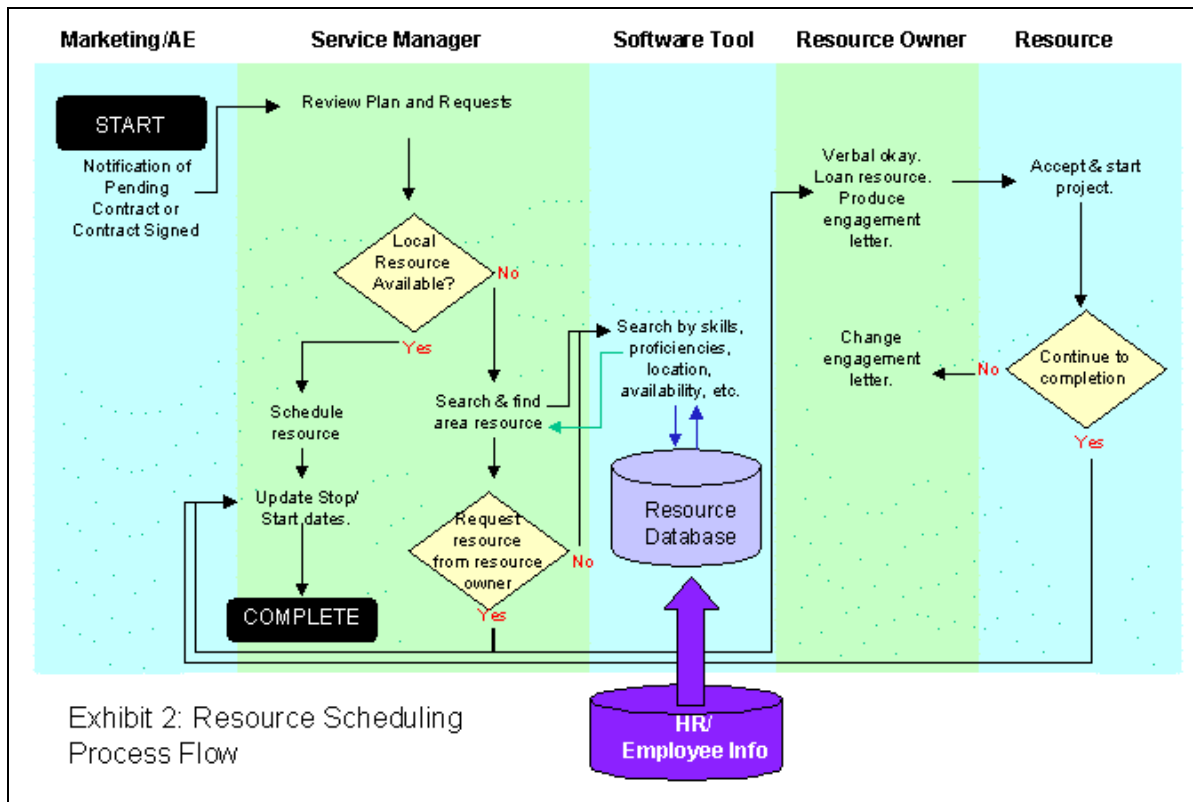 Marketing/AE
Service Manager
Software Tool
Resource Owner
Resource
START
Notification of
Pending
Contract or
Contract Signed
Review Plan and Requests
Local
Resource
Available?
No
Yes
Schedule
resource
Update Stop/
Start dates.
COMPLETE
Search & find
area resource
Request
resource
from resource
owner
No
Yes
Search by skills,
proficiencies,
location,
availability, etc.
Resource
Database
HR/
Employee Info
Verbal okay.
Loan resource.
Produce
engagement
letter.
Change
engagement
letter.
Accept & start
project.
Continue to
completion
No
Yes
Exhibit 2: Resource Scheduling
Process Flow